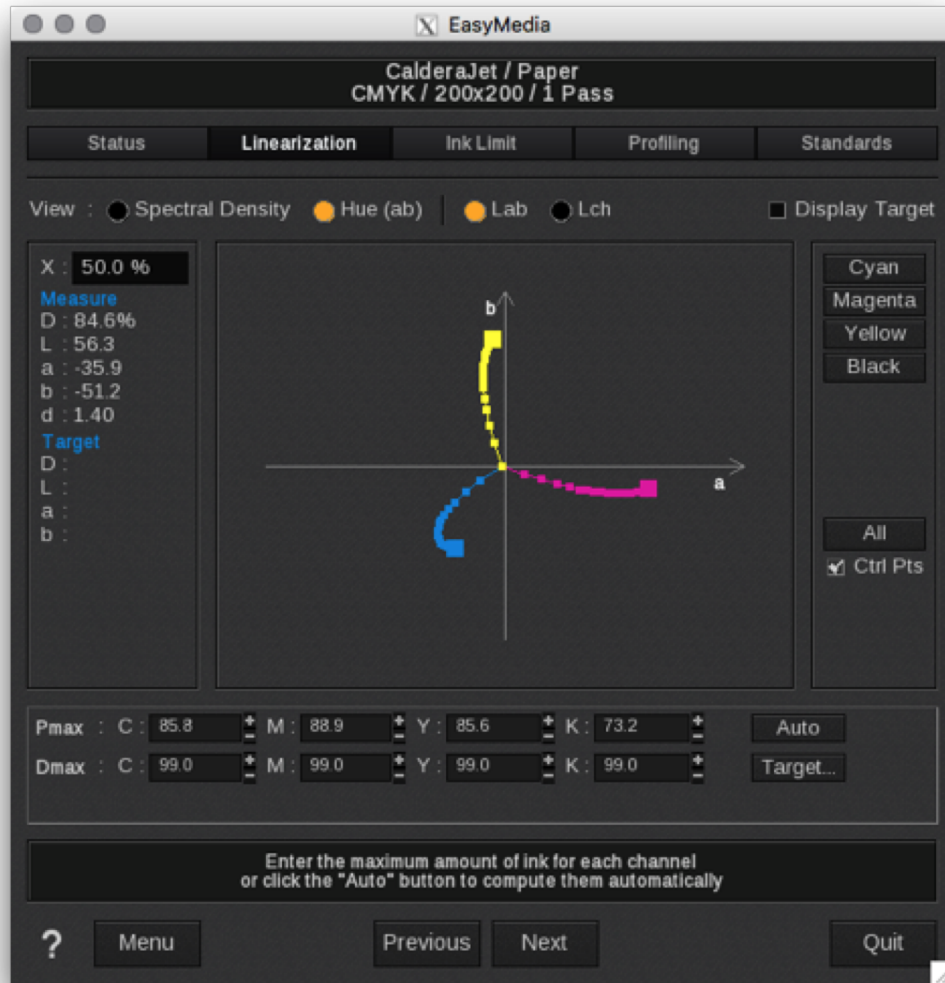 EasyMedia
CalderaJet / Paper
CMYK / 200x200 / 1 Pass
Status Linearization Ink Limit Profiling Standards
View : Spectral Density Hue (ab) Lab Lch Display Target
X : 50.0 %
Measure
D : 84.6%
L : 56.3
a : -35.9
b : -51.2
d : 1.40
Target
D :
L :
a :
b :
b
a
Cyan
Magenta
Yellow
Black
All
Ctrl Pts
Pmax : C : 85.8 M : 88.9 Y : 85.6 K : 73.2 Auto
Dmax : C : 99.0 M : 99.0 Y : 99.0 K : 99.0 Target...
Enter the maximum amount of ink for each channel
or click the "Auto" button to compute them automatically
? Menu Previous Next Quit